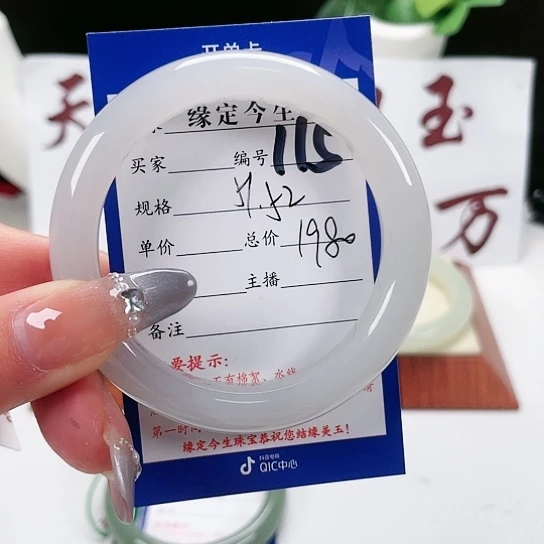 开单卡
缘定今生
买家 编号 115
规格 57.52
单价 总价 1980
主播
备注
要提示:
有棉絮、水线
第一时间
缘定今生珠宝恭祝您结缘美玉!
抖音电商
QIC中心
天
玉
万